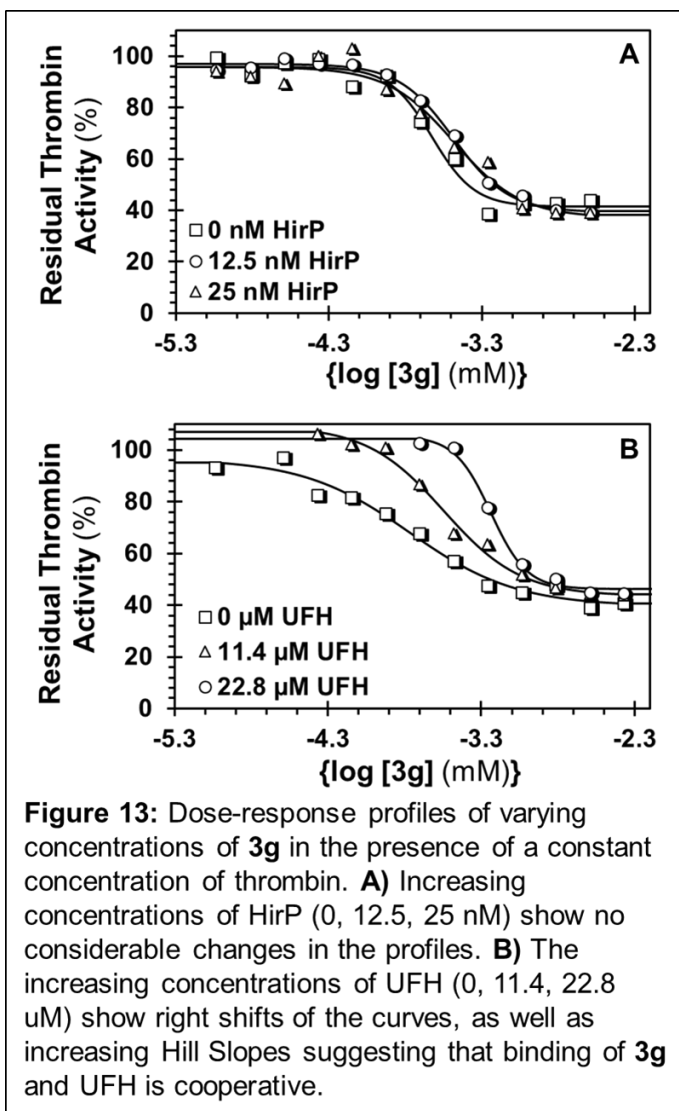 A
Residual Thrombin
Activity (%)
100
80
60
40
20
0
0 nM HirP
12.5 nM HirP
25 nM HirP
-5.3 -4.3 -3.3 -2.3
{log [3g] (mM)}
B
Residual Thrombin
Activity (%)
100
80
60
40
20
0
0 µM UFH
11.4 µM UFH
22.8 µM UFH
-5.3 -4.3 -3.3 -2.3
{log [3g] (mM)}
Figure 13: Dose-response profiles of varying
concentrations of 3g in the presence of a constant
concentration of thrombin. A) Increasing
concentrations of HirP (0, 12.5, 25 nM) show no
considerable changes in the profiles. B) The
increasing concentrations of UFH (0, 11.4, 22.8
uM) show right shifts of the curves, as well as
increasing Hill Slopes suggesting that binding of 3g
and UFH is cooperative.